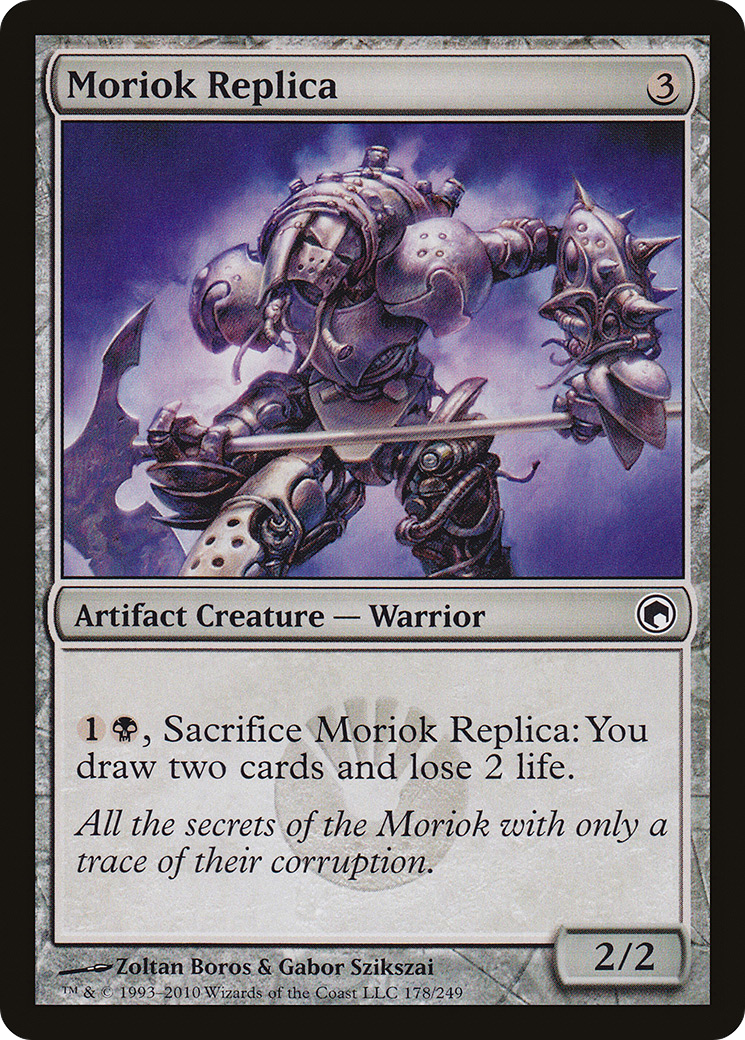 Moriok Replica 3
Artifact Creature — Warrior
1, Sacrifice Moriok Replica: You
draw two cards and lose 2 life.
All the secrets of the Moriok with only a
trace of their corruption.
2/2
Zoltan Boros & Gabor Szikszai
™ & © 1993–2010 Wizards of the Coast LLC 178/249